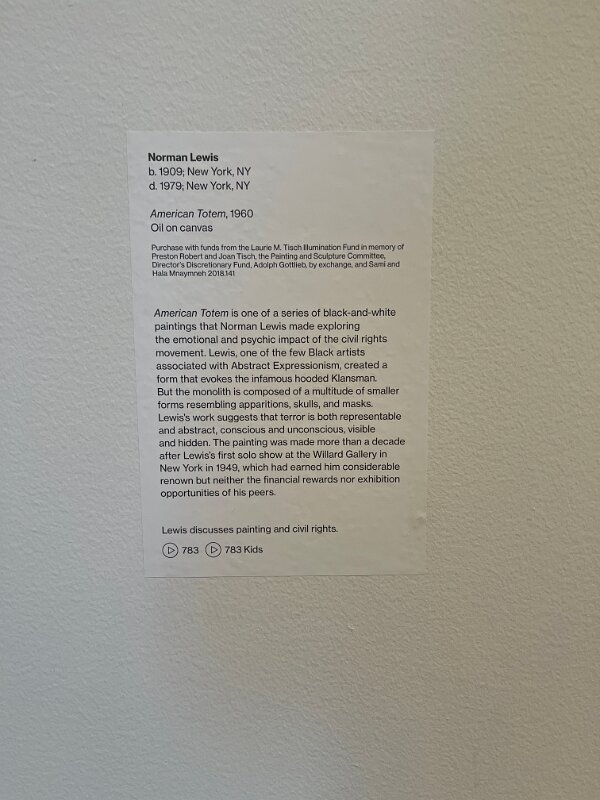 Norman Lewis
b. 1909; New York, NY
d. 1979; New York, NY
American Totem, 1960
Oil on canvas
Purchase with funds from the Laurie M. Tisch Illumination Fund in memory of
Preston Robert and Joan Tisch, the Painting and Sculpture Committee,
Director's Discretionary Fund, Adolph Gottlieb, by exchange, and Sami and
Hala Mnaymneh 2018.141
American Totem is one of a series of black-and-white
paintings that Norman Lewis made exploring
the emotional and psychic impact of the civil rights
movement. Lewis, one of the few Black artists
associated with Abstract Expressionism, created a
form that evokes the infamous hooded Klansman.
But the monolith is composed of a multitude of smaller
forms resembling apparitions, skulls, and masks.
Lewis's work suggests that terror is both representable
and abstract, conscious and unconscious, visible
and hidden. The painting was made more than a decade
after Lewis's first solo show at the Willard Gallery in
New York in 1949, which had earned him considerable
renown but neither the financial rewards nor exhibition
opportunities of his peers.
Lewis discusses painting and civil rights.
783 783 Kids